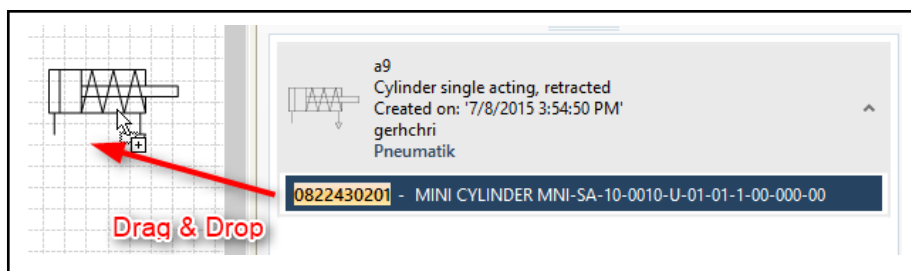 a9
Cylinder single acting, retracted
Created on: '7/8/2015 3:54:50 PM'
gerhchri
Pneumatik
0822430201 - MINI CYLINDER MNI-SA-10-0010-U-01-01-1-00-000-00
Drag & Drop